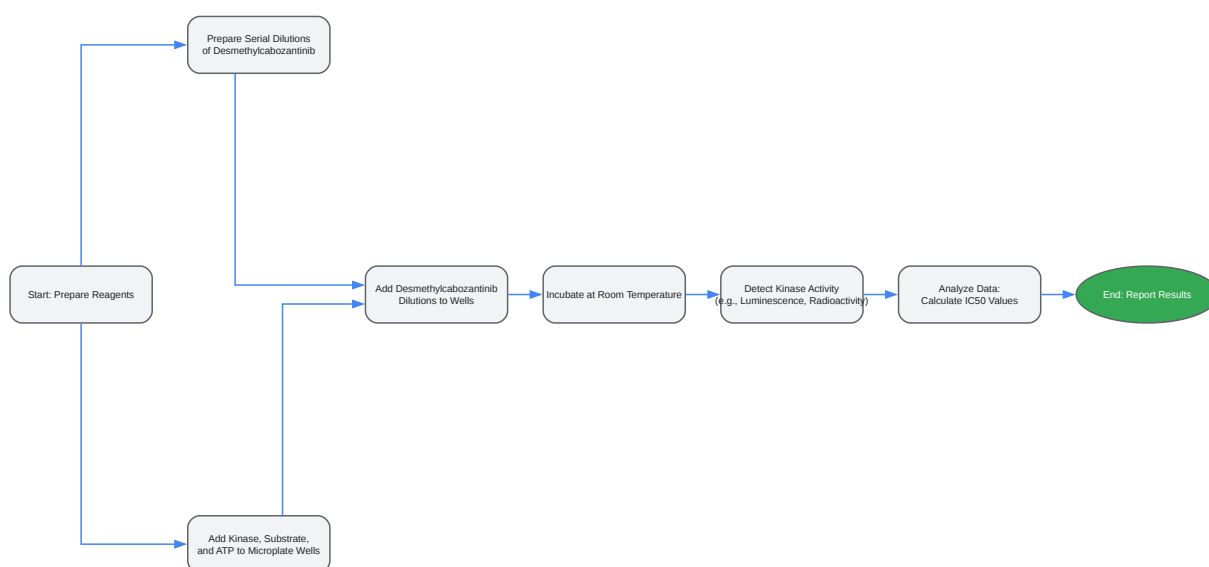 Prepare Serial Dilutions
of Desmethylcabozantinib
Start: Prepare Reagents
Add Desmethylcabozantinib
Dilutions to Wells
Incubate at Room Temperature
Detect Kinase Activity
(e.g., Luminescence, Radioactivity)
Analyze Data:
Calculate IC50 Values
End: Report Results
Add Kinase, Substrate,
and ATP to Microplate Wells